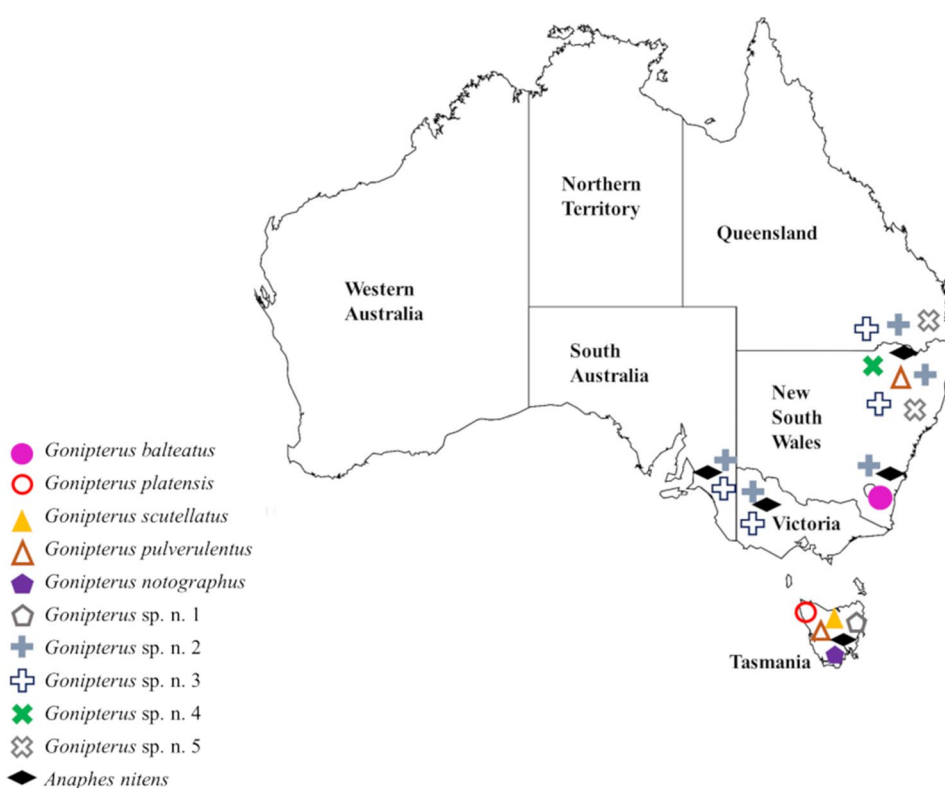 Northern
Territory
Queensland
Western
Australia
South
Australia
New
South
Wales
Victoria
Tasmania
Gonipterus balteatus
Gonipterus platensis
Gonipterus scutellatus
Gonipterus pulverulentus
Gonipterus notographus
Gonipterus sp. n. 1
Gonipterus sp. n. 2
Gonipterus sp. n. 3
Gonipterus sp. n. 4
Gonipterus sp. n. 5
Anaphes nitens